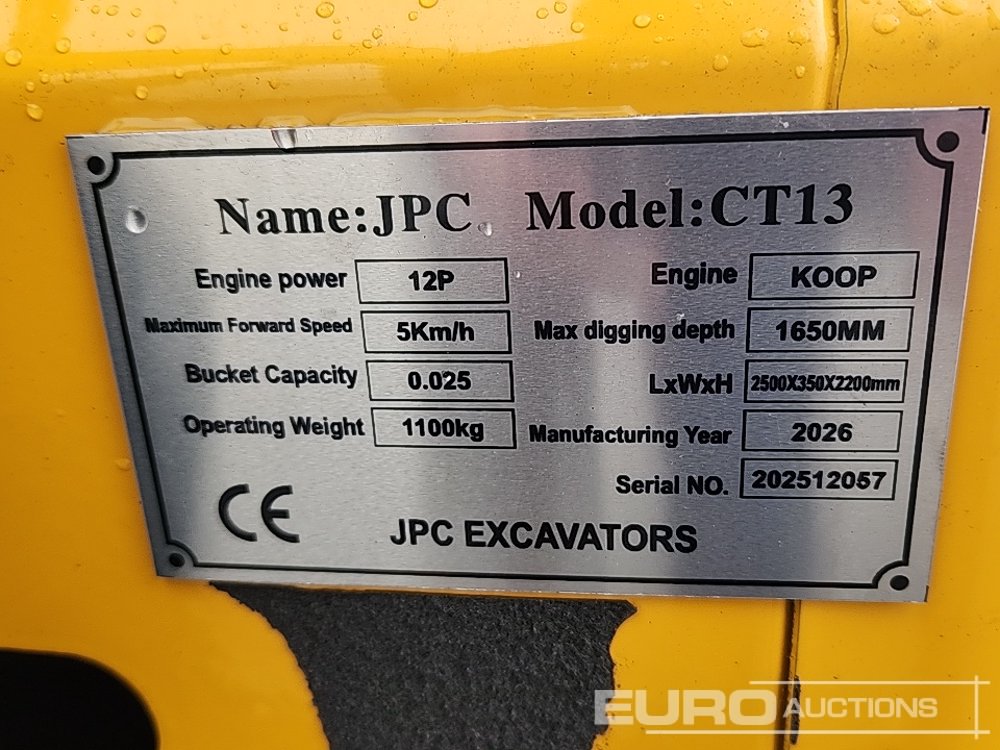 Name:JPC Model:CT13
Engine power 12P Engine KOOP
Maximum Forward Speed 5Km/h Max digging depth 1650MM
Bucket Capacity 0.025 LxWxH 2500X350X2200mm
Operating Weight 1100kg Manufacturing Year 2026
Serial NO. 202512057
CE JPC EXCAVATORS
EURO AUCTIONS